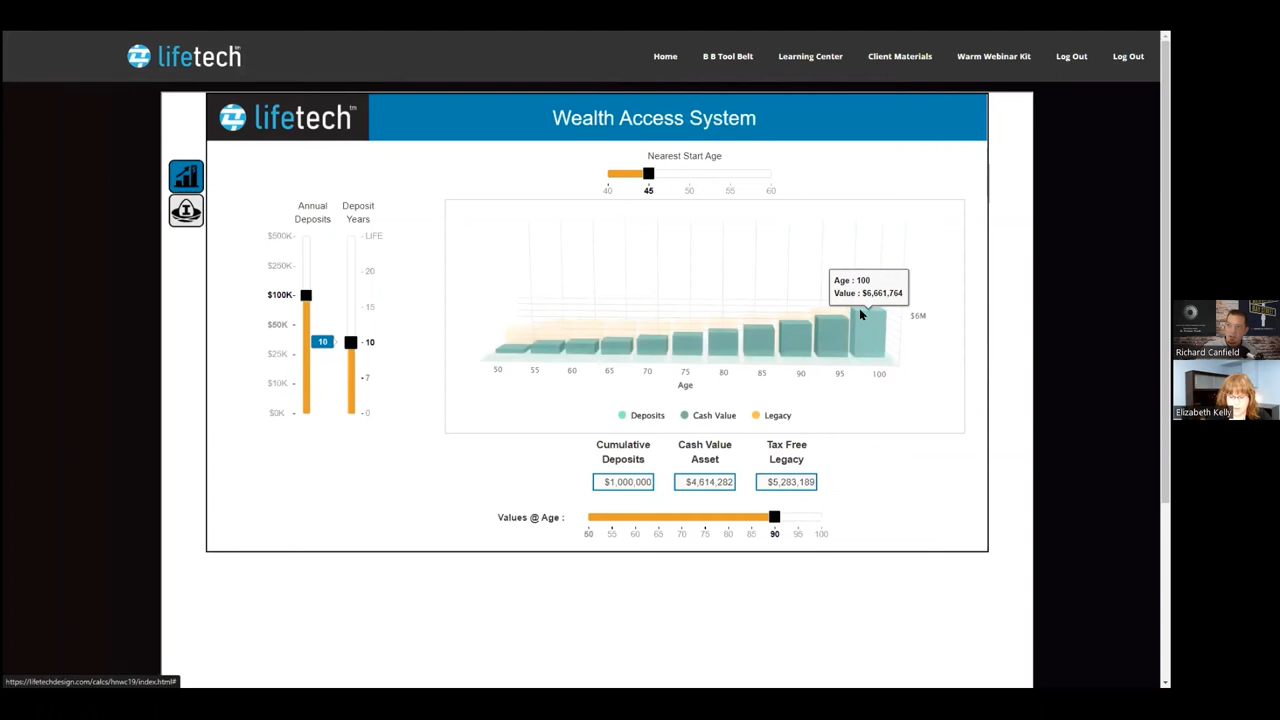 lifetech™
Home B B Tool Belt Learning Center Client Materials Warm Webinar Kit Log Out Log Out
lifetech™
Wealth Access System
Nearest Start Age
40 45 50 55 60
Annual Deposits
Deposit Years
$500K- - LIFE
$250K- - 20
$100K- - 15
$50K -
10 - 10
$25K -
$10K - - 7
$0K - - 0
Age : 100
Value : $6,661,764
$6M
50 55 60 65 70 75 80 85 90 95 100
Age
Deposits Cash Value Legacy
Cumulative Deposits
Cash Value Asset
Tax Free Legacy
$1,000,000 $4,614,282 $5,283,189
Values @ Age :
50 55 60 65 70 75 80 85 90 95 100
Richard Canfield
Elizabeth Kelly
https://lifetechdesign.com/calcs/hnwc19/index.html#